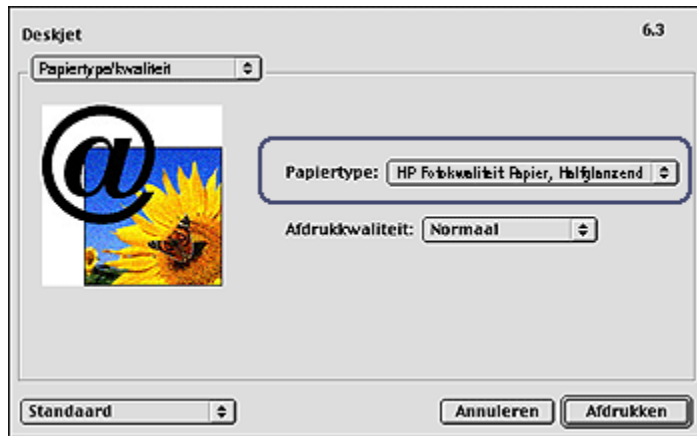 Deskjet 6.3
Papiertype/kwaliteit
@
Papiertype: HP Fotokwaliteit Papier, Halfglanzend
Afdrukkwaliteit: Normaal
Standaard Annuleren Afdrukken